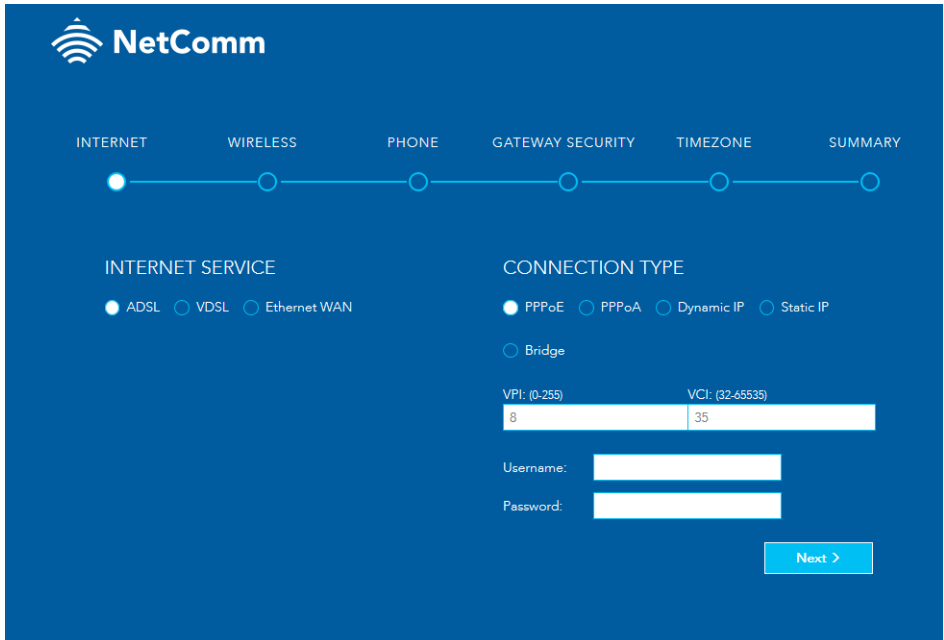 NetComm
INTERNET WIRELESS PHONE GATEWAY SECURITY TIMEZONE SUMMARY
INTERNET SERVICE
ADSL VDSL Ethernet WAN
CONNECTION TYPE
PPPoE PPPoA Dynamic IP Static IP
Bridge
VPI: (0-255) VCI: (32-65535)
8 35
Username:
Password:
Next >